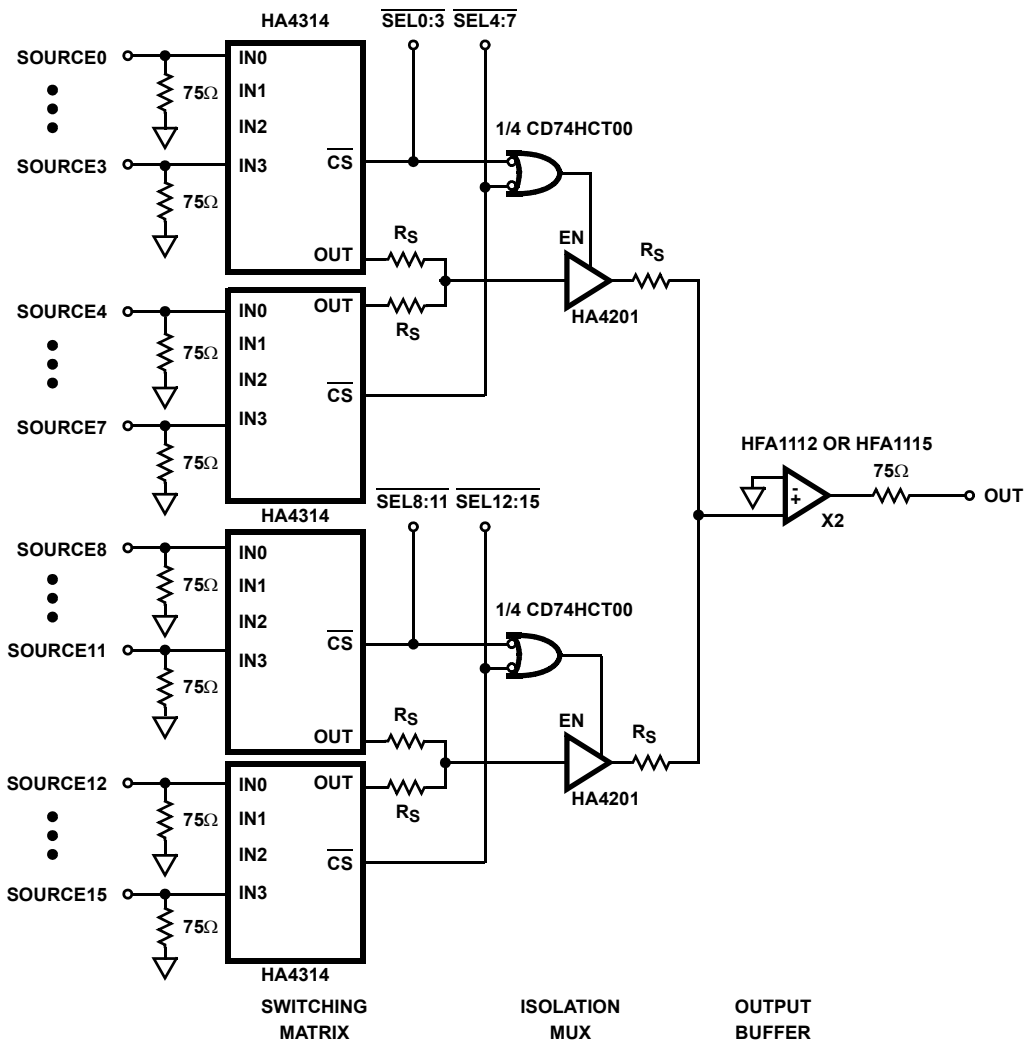 HA4314
SEL0:3 SEL4:7
SOURCE0
IN0
75Ω
IN1
IN2
1/4 CD74HCT00
SOURCE3
IN3
CS
75Ω
RS
EN
RS
OUT
SOURCE4
IN0
OUT
RS
HA4201
IN1
75Ω
IN2
CS
SOURCE7
IN3
75Ω
HFA1112 OR HFA1115
75Ω
-
+
OUT
X2
SEL8:11 SEL12:15
HA4314
SOURCE8
IN0
75Ω
IN1
IN2
1/4 CD74HCT00
SOURCE11
IN3
CS
75Ω
RS
EN
RS
OUT
SOURCE12
IN0
OUT
RS
HA4201
IN1
75Ω
IN2
CS
SOURCE15
IN3
75Ω
HA4314
SWITCHING
MATRIX
ISOLATION
MUX
OUTPUT
BUFFER